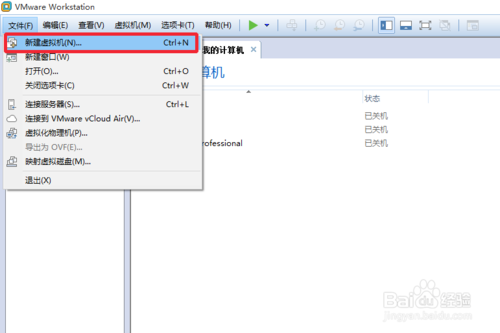 VMware Workstation
文件(F) 编辑(E) 查看(V) 虚拟机(M) 选项卡(T) 帮助(H)
新建虚拟机(N)... Ctrl+N
新建窗口(W)
打开(O)... Ctrl+O
关闭选项卡(C) Ctrl+W
连接服务器(S)... Ctrl+L
连接到 VMware vCloud Air(V)...
虚拟化物理机(P)...
导出为 OVF(E)...
映射虚拟磁盘(M)...
退出(X)
我的计算机 ×
算机
状态
已关机
已关机
rofessional 已关机
Baidu 经验
jingyan.baidu.com